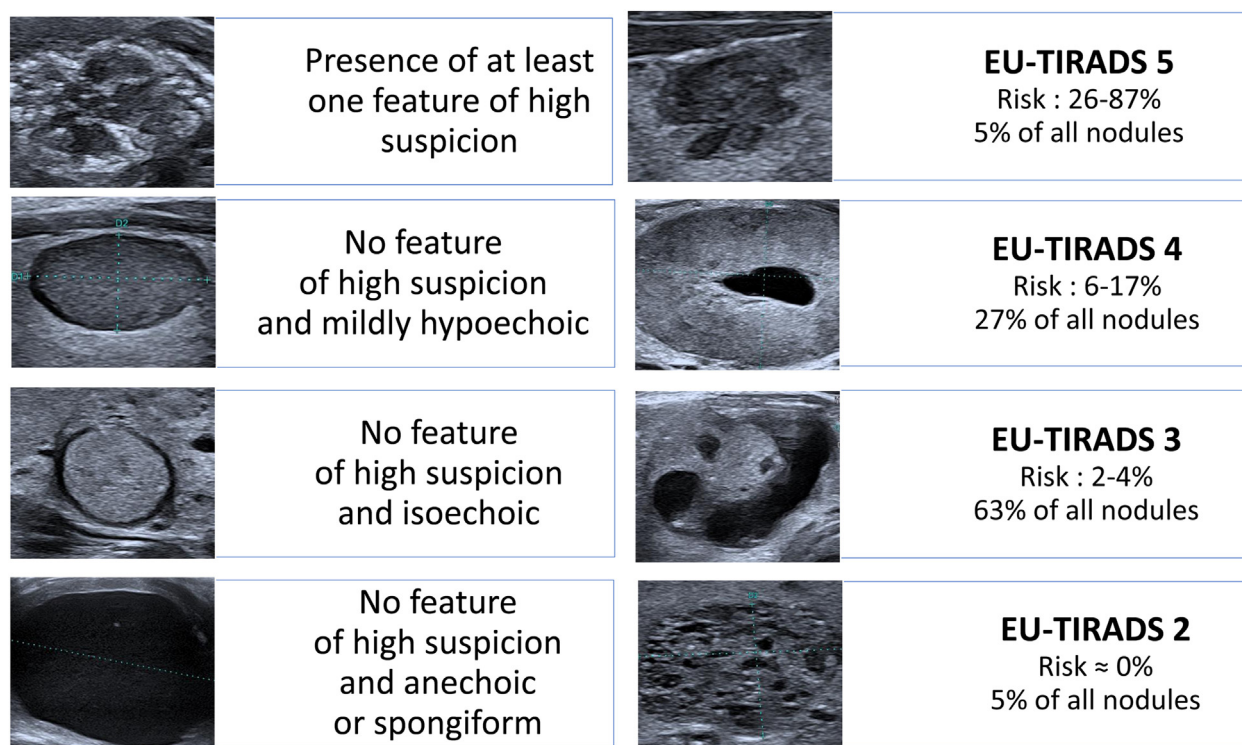 Presence of at least
one feature of high
suspicion
EU-TIRADS 5
Risk : 26-87%
5% of all nodules
No feature
of high suspicion
and mildly hypoechoic
D2
EU-TIRADS 4
Risk : 6-17%
27% of all nodules
No feature
of high suspicion
and isoechoic
EU-TIRADS 3
Risk : 2-4%
63% of all nodules
No feature
of high suspicion
and anechoic
or spongiform
EU-TIRADS 2
Risk ≈ 0%
5% of all nodules